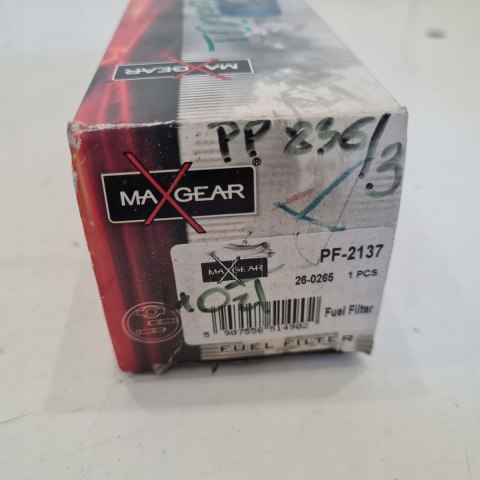 MAXGEAR
PP 836/3
MAXGEAR®
PF-2137
MAXGEAR
26-0265 1 PCS
Fuel Filter
5 907558 514902
FUEL FILTER